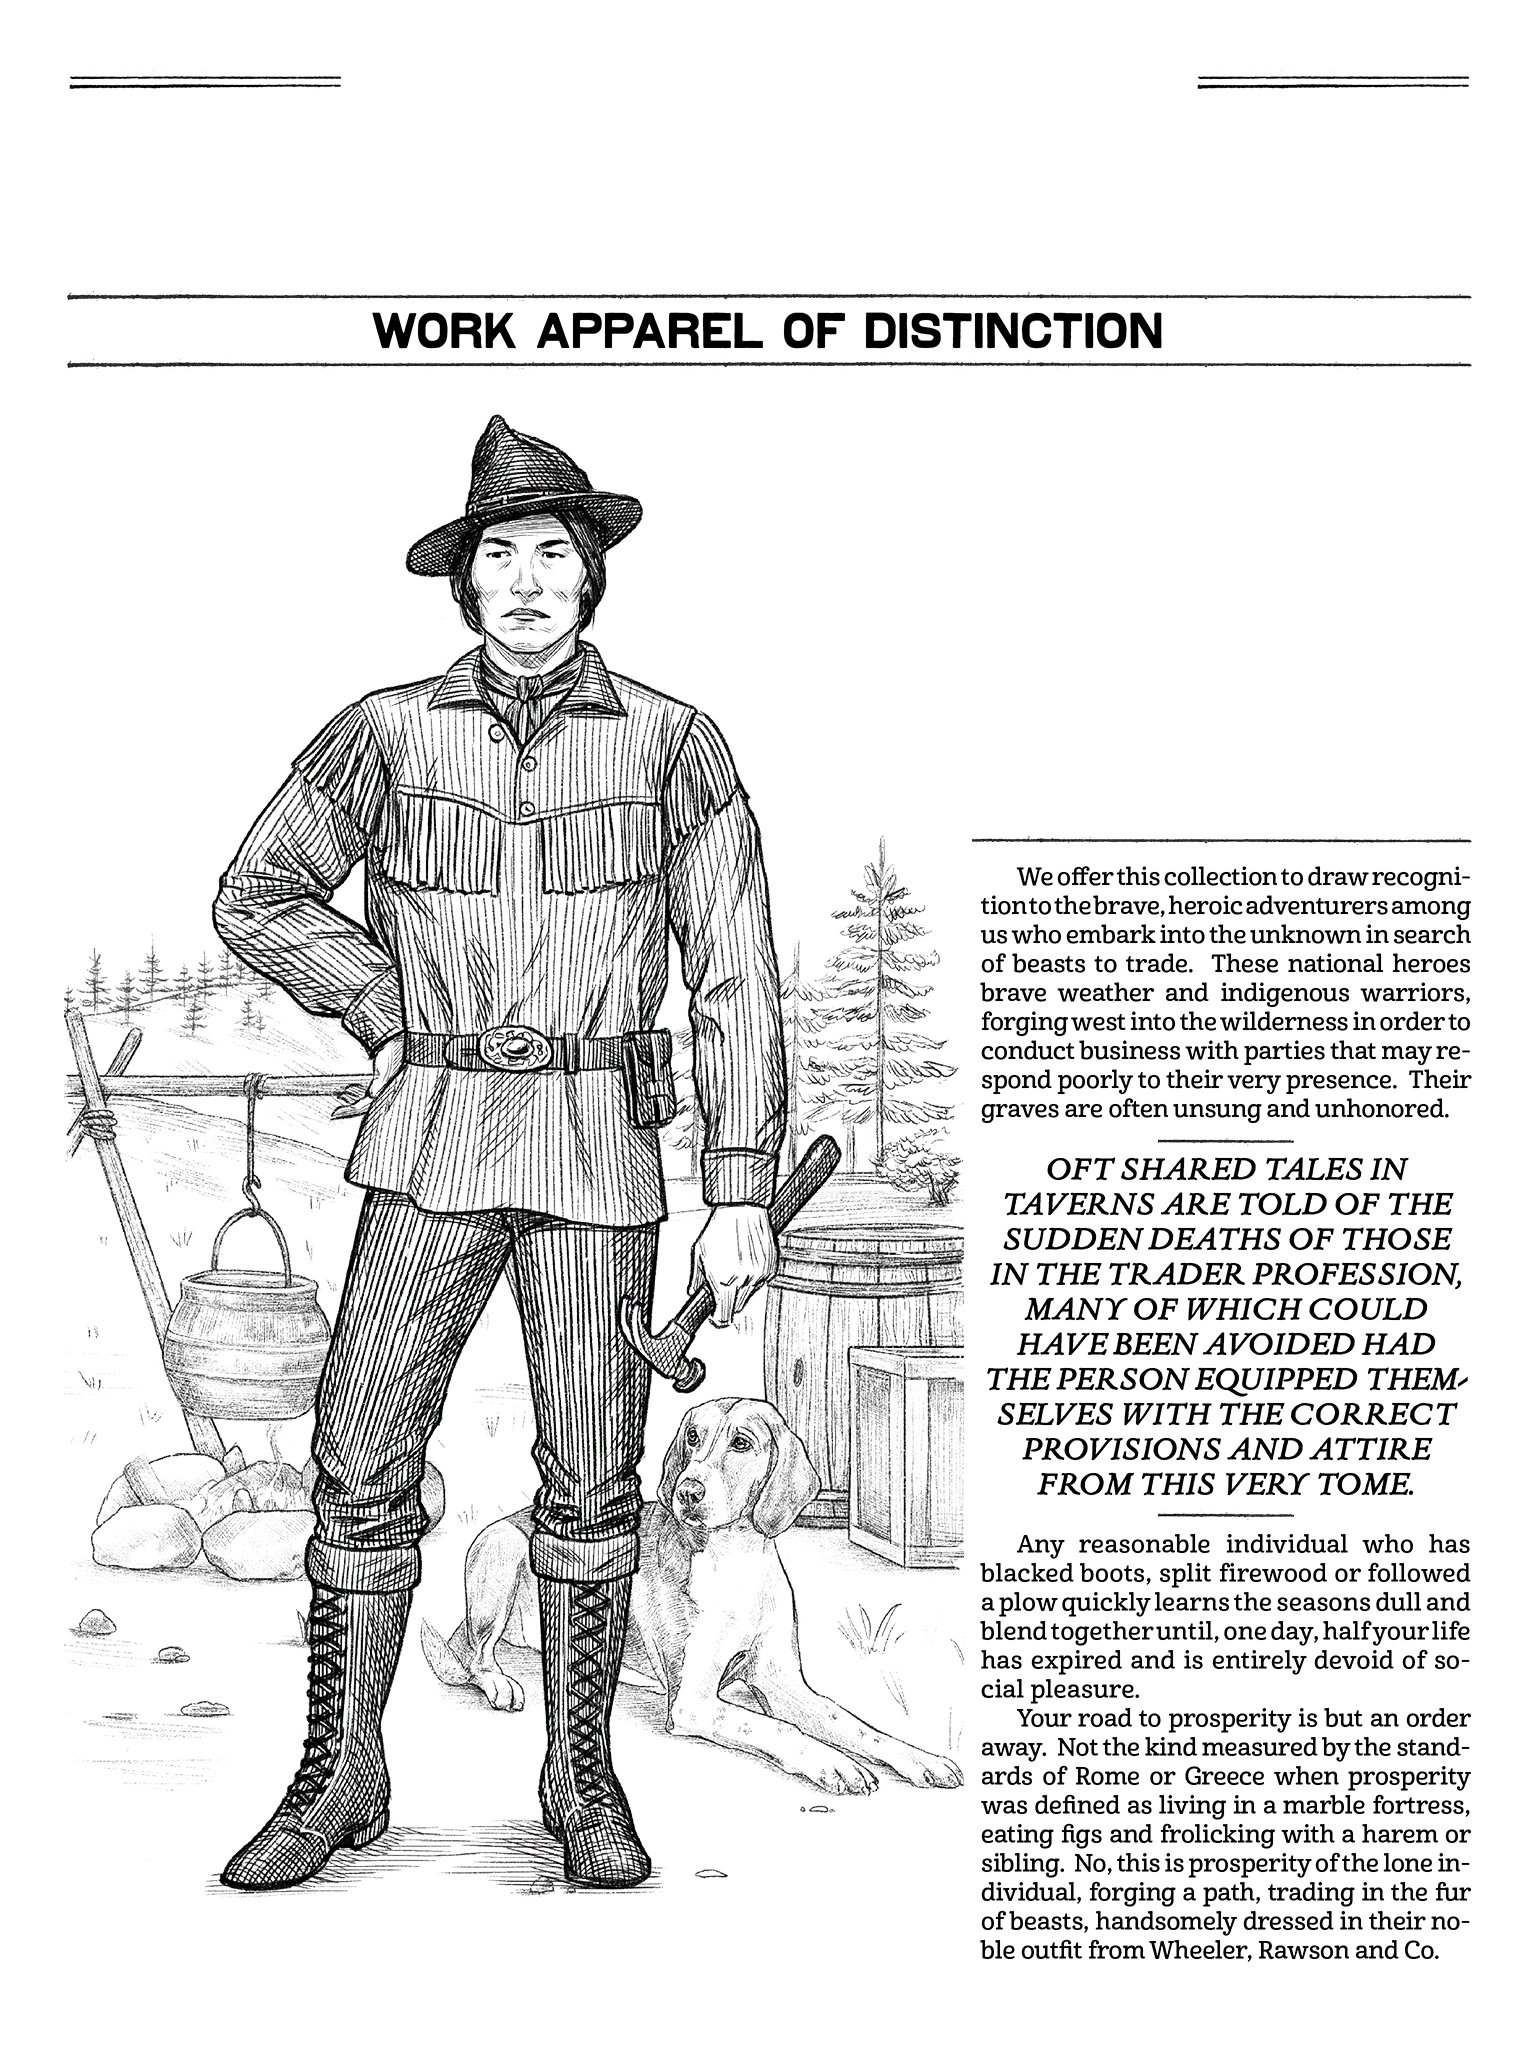 WORK APPAREL OF DISTINCTION
We offer this collection to draw recogni-
tion to the brave, heroic adventurers among
us who embark into the unknown in search
of beasts to trade. These national heroes
brave weather and indigenous warriors,
forging west into the wilderness in order to
conduct business with parties that may re-
spond poorly to their very presence. Their
graves are often unsung and unhonored.
OFT SHARED TALES IN
TAVERNS ARE TOLD OF THE
SUDDEN DEATHS OF THOSE
IN THE TRADER PROFESSION,
MANY OF WHICH COULD
HAVE BEEN AVOIDED HAD
THE PERSON EQUIPPED THEM-
SELVES WITH THE CORRECT
PROVISIONS AND ATTIRE
FROM THIS VERY TOME.
Any reasonable individual who has
blacked boots, split firewood or followed
a plow quickly learns the seasons dull and
blend together until, one day, half your life
has expired and is entirely devoid of so-
cial pleasure.
Your road to prosperity is but an order
away. Not the kind measured by the stand-
ards of Rome or Greece when prosperity
was defined as living in a marble fortress,
eating figs and frolicking with a harem or
sibling. No, this is prosperity of the lone in-
dividual, forging a path, trading in the fur
of beasts, handsomely dressed in their no-
ble outfit from Wheeler, Rawson and Co.